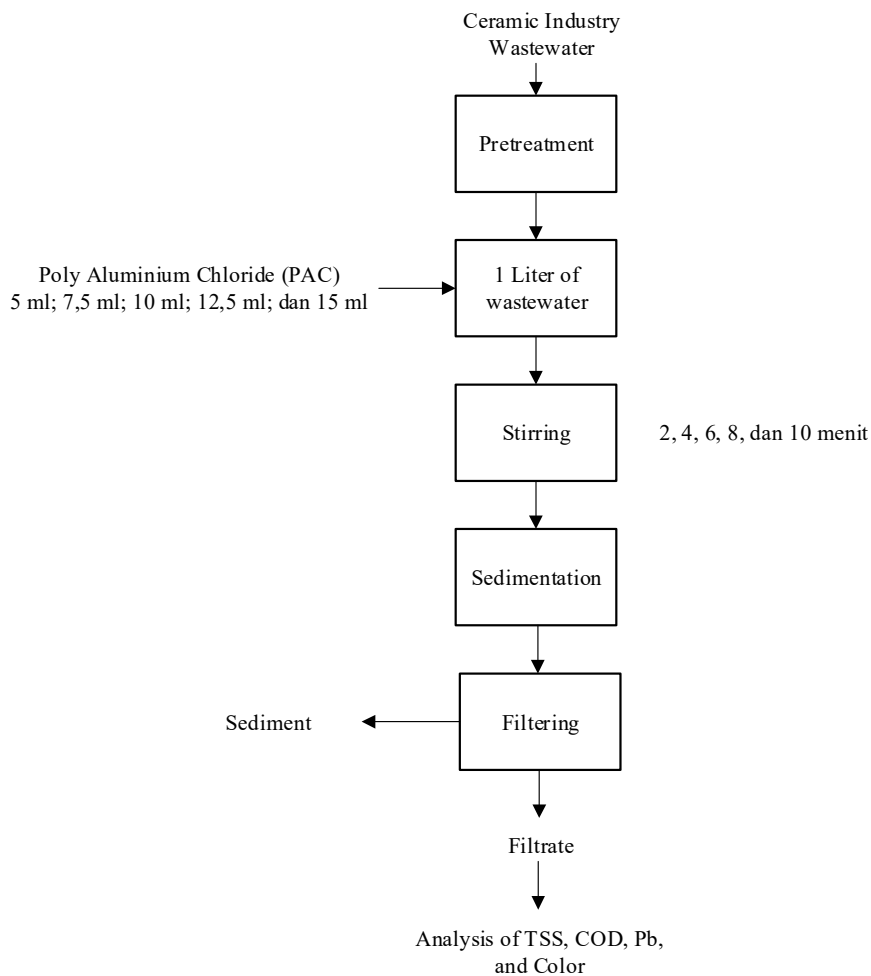 Ceramic Industry
Wastewater
Pretreatment
Poly Aluminium Chloride (PAC)
5 ml; 7,5 ml; 10 ml; 12,5 ml; dan 15 ml
1 Liter of
wastewater
Stirring
2, 4, 6, 8, dan 10 menit
Sedimentation
Sediment
Filtering
Filtrate
Analysis of TSS, COD, Pb,
and Color